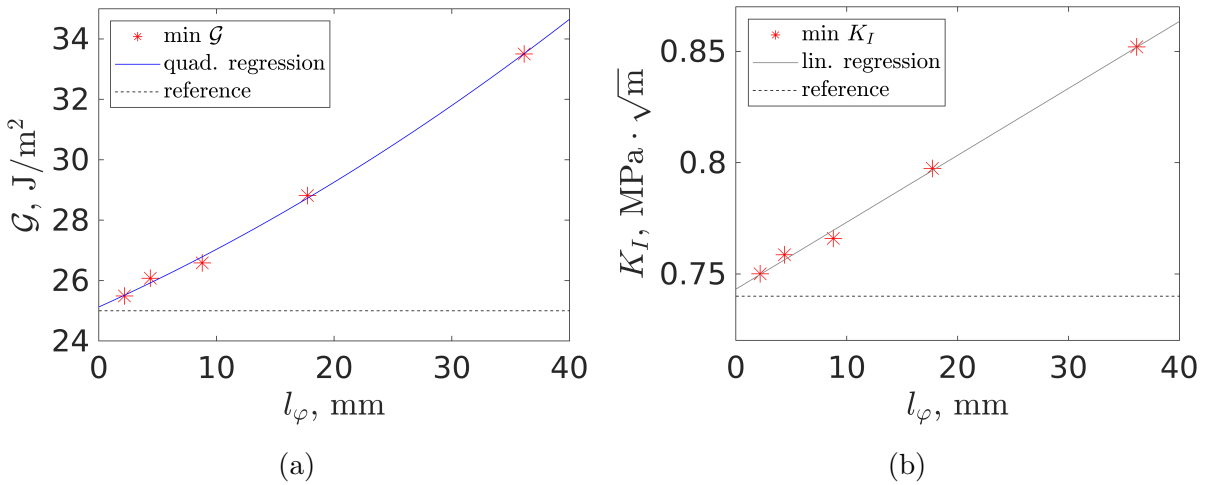 34
32
30
28
26
24
0
10
20
30
40
𝒢, J/m²
l_φ, mm
min 𝒢
quad. regression
reference
(a)
0.85
0.8
0.75
0
10
20
30
40
K_I, MPa · √m
l_φ, mm
min K_I
lin. regression
reference
(b)